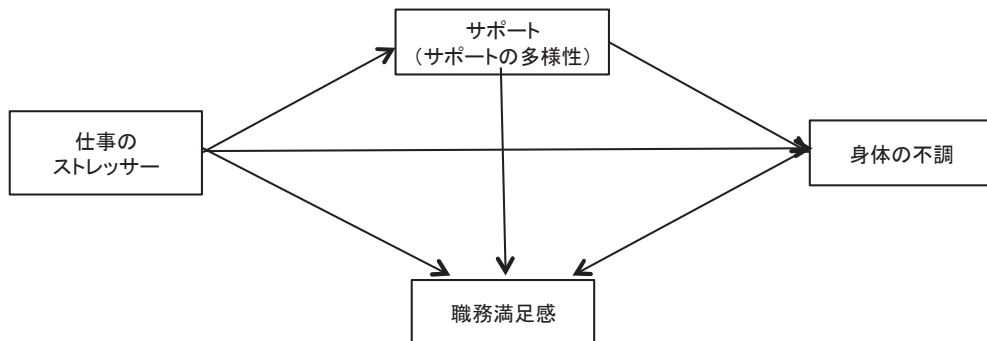 サポート
（サポートの多様性）
仕事の
ストレッサー
身体の不調
職務満足感